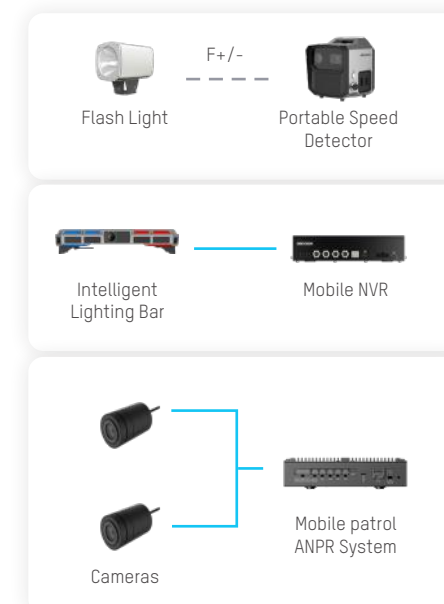 F+/-
Flash Light
Portable Speed
Detector
Intelligent
Lighting Bar
Mobile NVR
Mobile patrol
ANPR System
Cameras